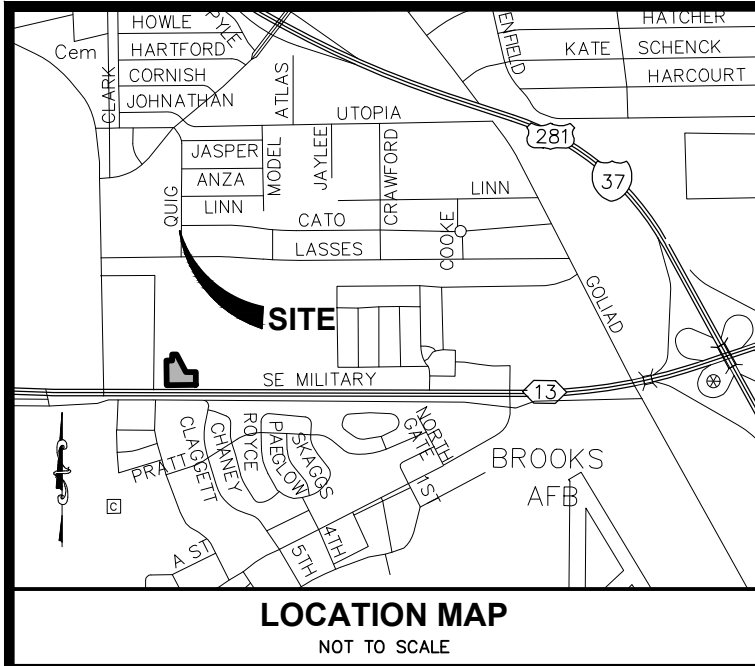 HOWLE
PYLE
ENFIELD
HATCHER
Cem
HARTFORD
KATE SCHENCK
CORNISH
HARCOURT
CLARK
JOHNATHAN
ATLAS
UTOPIA
281
JASPER
MODEL
JAYLEE
CRAWFORD
37
ANZA
LINN
QUIG
LINN
CATO
COOKE
LASSES
GOLIAD
SITE
SE MILITARY
13
PRATT
CLAGGETT
CHANEY
ROYCE
PAEGLOW
SKAGGS
NORTH
GATE
1ST
BROOKS
AFB
C
A ST
5TH
4TH
LOCATION MAP
NOT TO SCALE